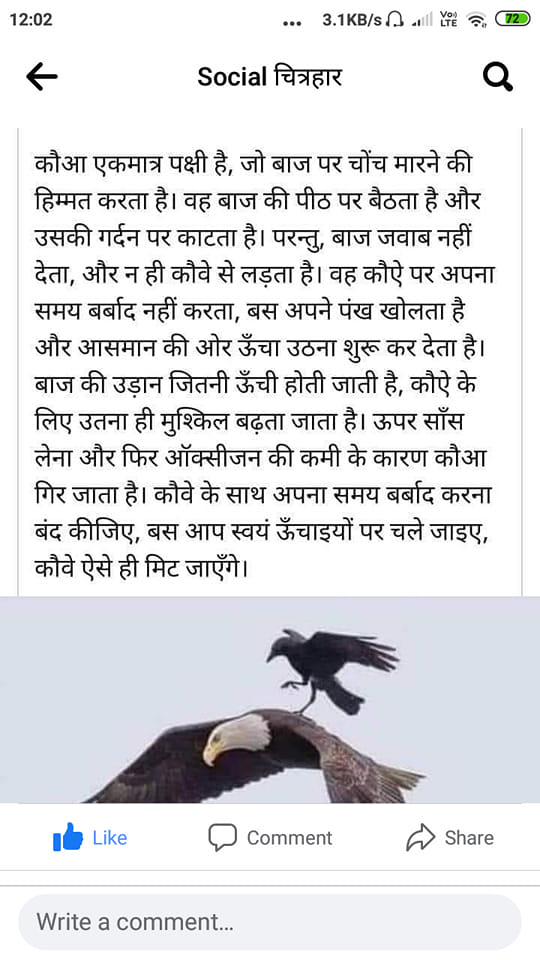 12:02 ... 3.1KB/s Vo) LTE 72
Social चित्रहार
कौआ एकमात्र पक्षी है, जो बाज पर चोंच मारने की
हिम्मत करता है। वह बाज की पीठ पर बैठता है और
उसकी गर्दन पर काटता है। परन्तु, बाज जवाब नहीं
देता, और न ही कौवे से लड़ता है। वह कौऐ पर अपना
समय बर्बाद नहीं करता, बस अपने पंख खोलता है
और आसमान की ओर ऊँचा उठना शुरू कर देता है।
बाज की उड़ान जितनी ऊँची होती जाती है, कौऐ के
लिए उतना ही मुश्किल बढ़ता जाता है। ऊपर साँस
लेना और फिर ऑक्सीजन की कमी के कारण कौआ
गिर जाता है। कौवे के साथ अपना समय बर्बाद करना
बंद कीजिए, बस आप स्वयं ऊँचाइयों पर चले जाइए,
कौवे ऐसे ही मिट जाएँगे।
Like Comment Share
Write a comment...